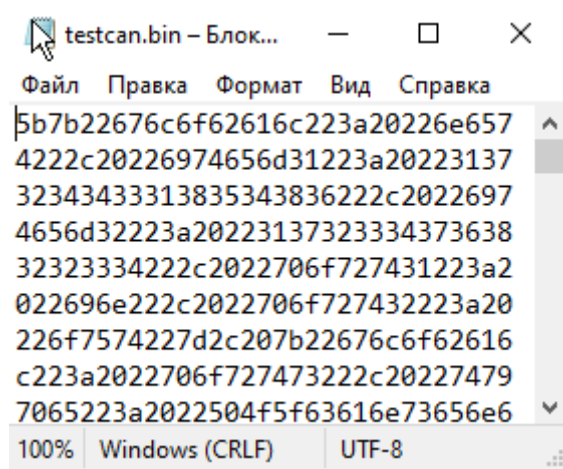 testcan.bin – Блок...
Файл Правка Формат Вид Справка
5b7b22676c6f62616c223a20226e657
4222c20226974656d31223a20223137
32343433313835343836222c2022697
4656d32223a20223137323334373638
32323334222c2022706f727431223a2
022696e222c2022706f727432223a20
226f7574227d2c207b22676c6f62616
c223a2022706f727473222c20227479
7065223a2022504f5f63616e73656e6
100% Windows (CRLF) UTF-8